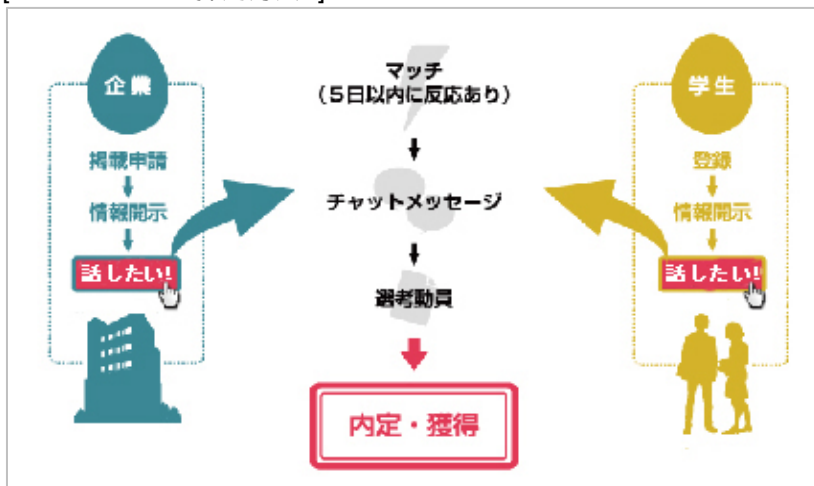 企業
掲載申請
情報開示
話したい!
マッチ
(5日以内に反応あり)
チャットメッセージ
選考動員
内定・獲得
学生
登録
情報開示
話したい!